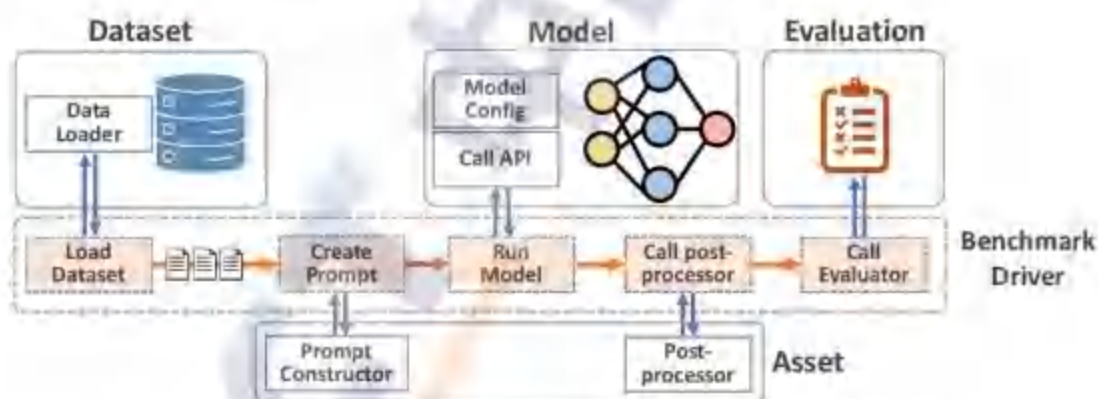 Dataset
Model
Evaluation
Data
Loader
Model
Config
Call API
Load
Dataset
Create
Prompt
Run
Model
Call post-
processor
Call
Evaluator
Benchmark
Driver
Prompt
Constructor
Post-
processor
Asset